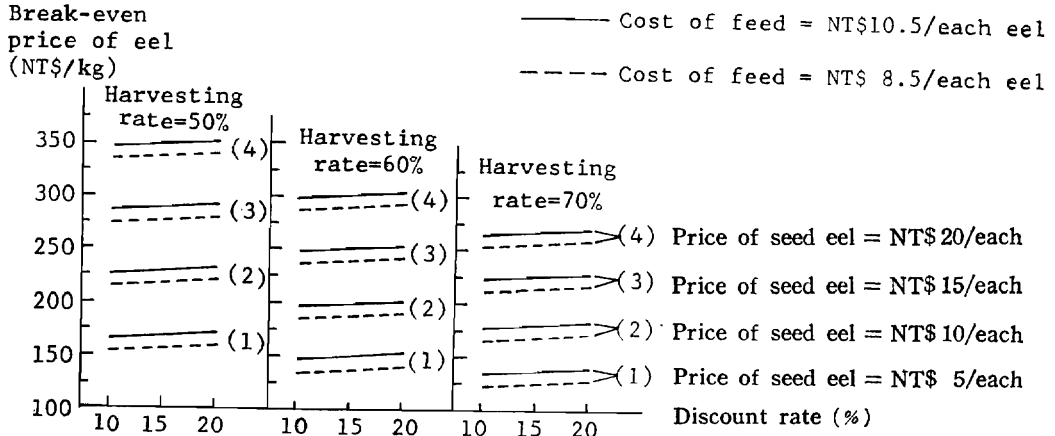 Break-even
price of eel
(NT$/kg)
Cost of feed = NT$10.5/each eel
Cost of feed = NT$ 8.5/each eel
Harvesting
rate=50%
Harvesting
rate=60%
Harvesting
rate=70%
350
300
250
200
150
100
(4)
(3)
(2)
(1)
(4)
(3)
(2)
(1)
(4) Price of seed eel = NT$ 20/each
(3) Price of seed eel = NT$ 15/each
(2) Price of seed eel = NT$ 10/each
(1) Price of seed eel = NT$ 5/each
10 15 20 10 15 20 10 15 20 Discount rate (%)